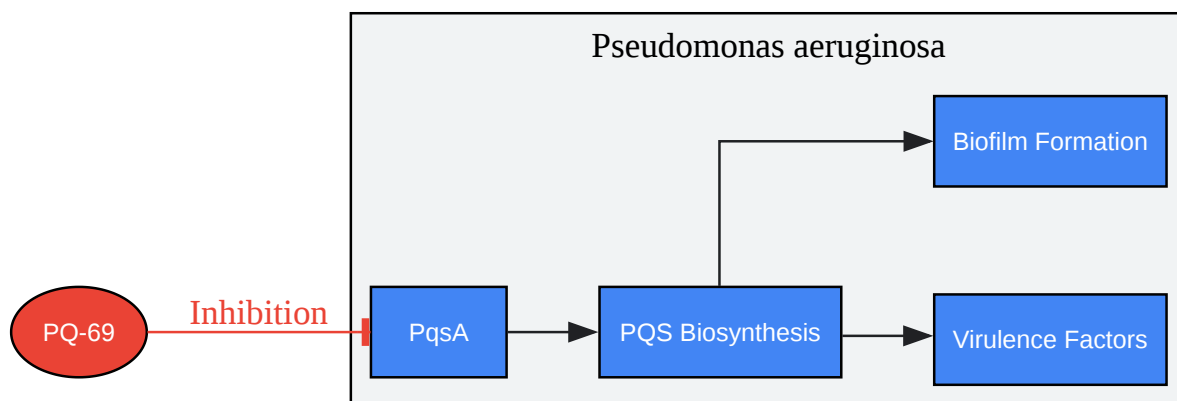 Pseudomonas aeruginosa
Biofilm Formation
PQ-69
Inhibition
PqsA
PQS Biosynthesis
Virulence Factors